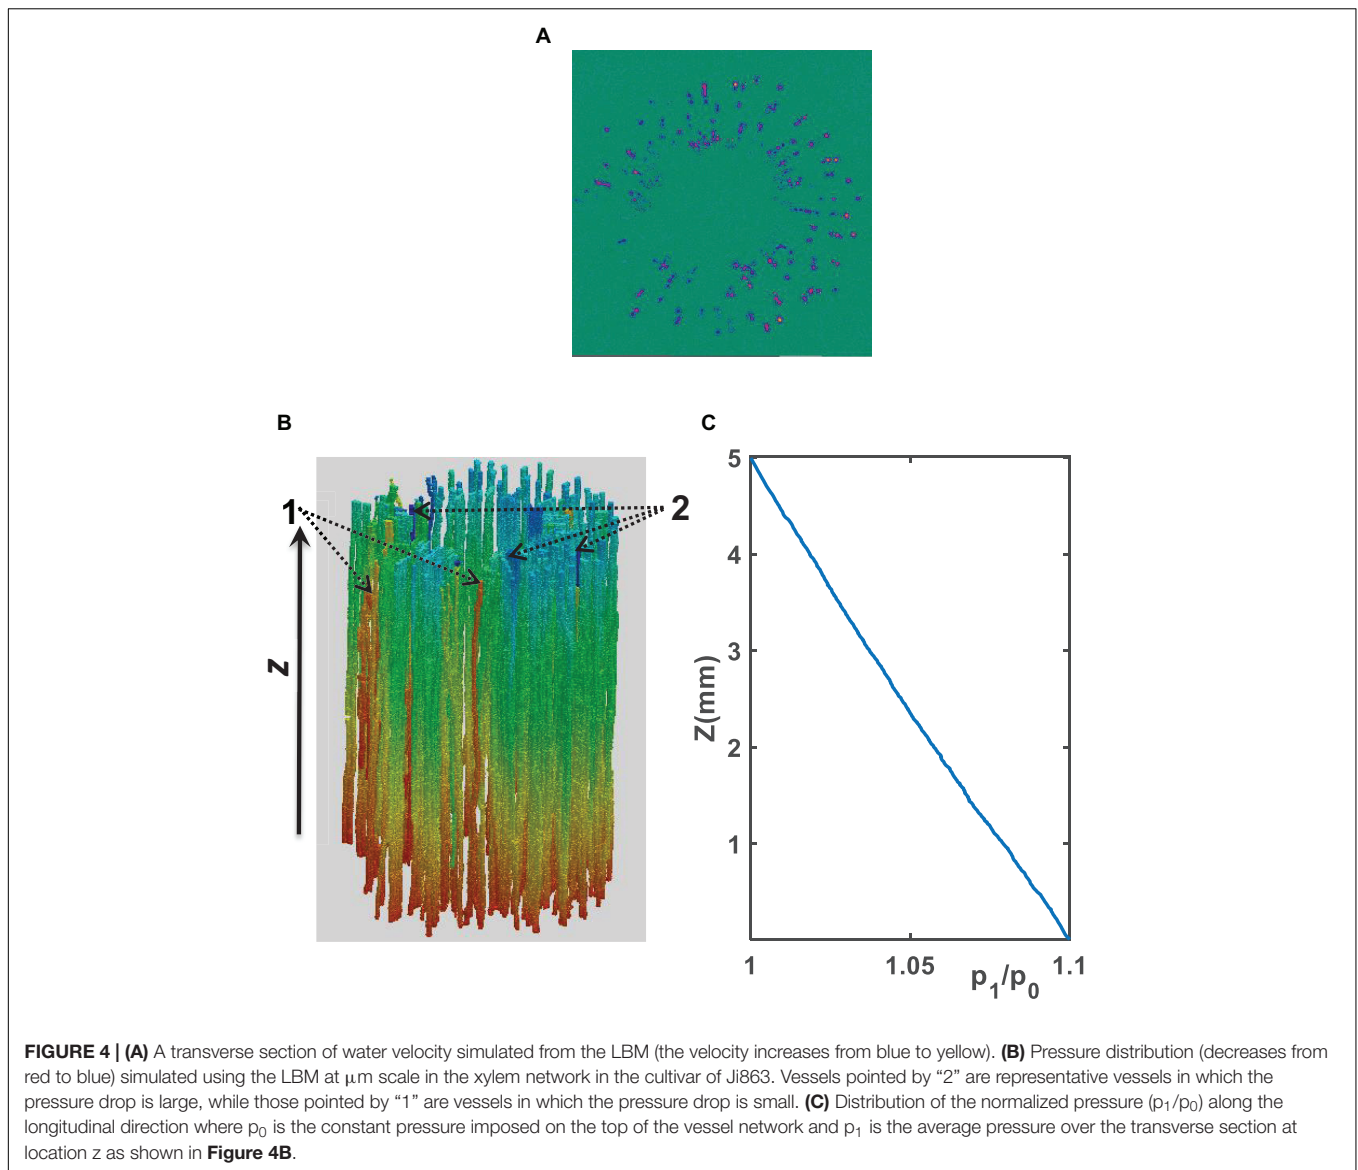 A
B
C
1
2
z
5
4
3
2
1
Z(mm)
1
1.05
1.1
p₁/p₀
FIGURE 4 | (A) A transverse section of water velocity simulated from the LBM (the velocity increases from blue to yellow). (B) Pressure distribution (decreases from
red to blue) simulated using the LBM at μm scale in the xylem network in the cultivar of Ji863. Vessels pointed by “2” are representative vessels in which the
pressure drop is large, while those pointed by “1” are vessels in which the pressure drop is small. (C) Distribution of the normalized pressure (p₁/p₀) along the
longitudinal direction where p₀ is the constant pressure imposed on the top of the vessel network and p₁ is the average pressure over the transverse section at
location z as shown in Figure 4B.